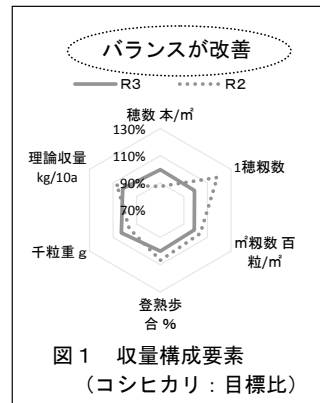 バランスが改善
R3 R2
穂数 本/㎡
130%
110%
90%
70%
1穂籾数
㎡籾数 百
粒/㎡
登熟歩
合 %
千粒重 g
理論収量
kg/10a
図1 収量構成要素
（コシヒカリ：目標比）